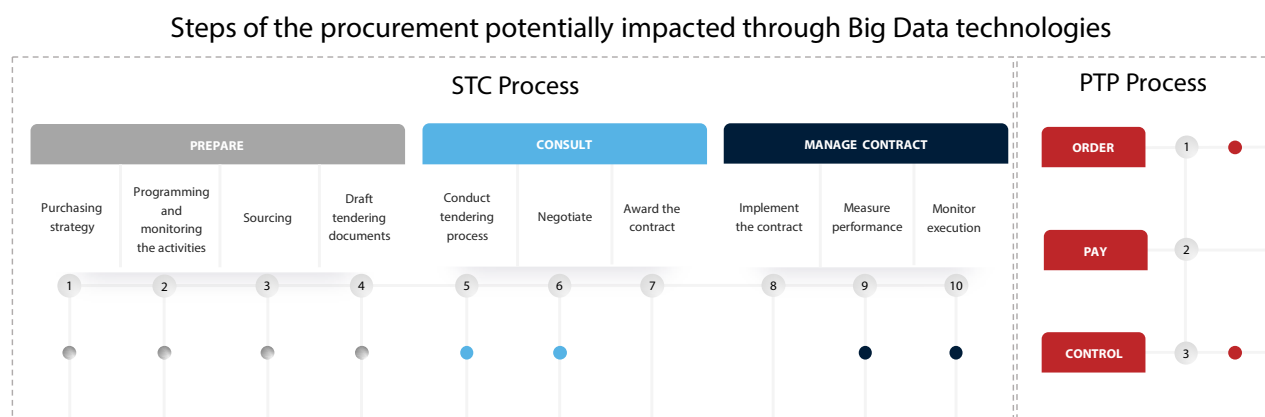 Steps of the procurement potentially impacted through Big Data technologies
STC Process
PREPARE
CONSULT
MANAGE CONTRACT
Purchasing
strategy
Programming
and
monitoring
the activities
Sourcing
Draft
tendering
documents
Conduct
tendering
process
Negotiate
Award the
contract
Implement
the contract
Measure
performance
Monitor
execution
1
2
3
4
5
6
7
8
9
10
PTP Process
ORDER
1
PAY
2
CONTROL
3